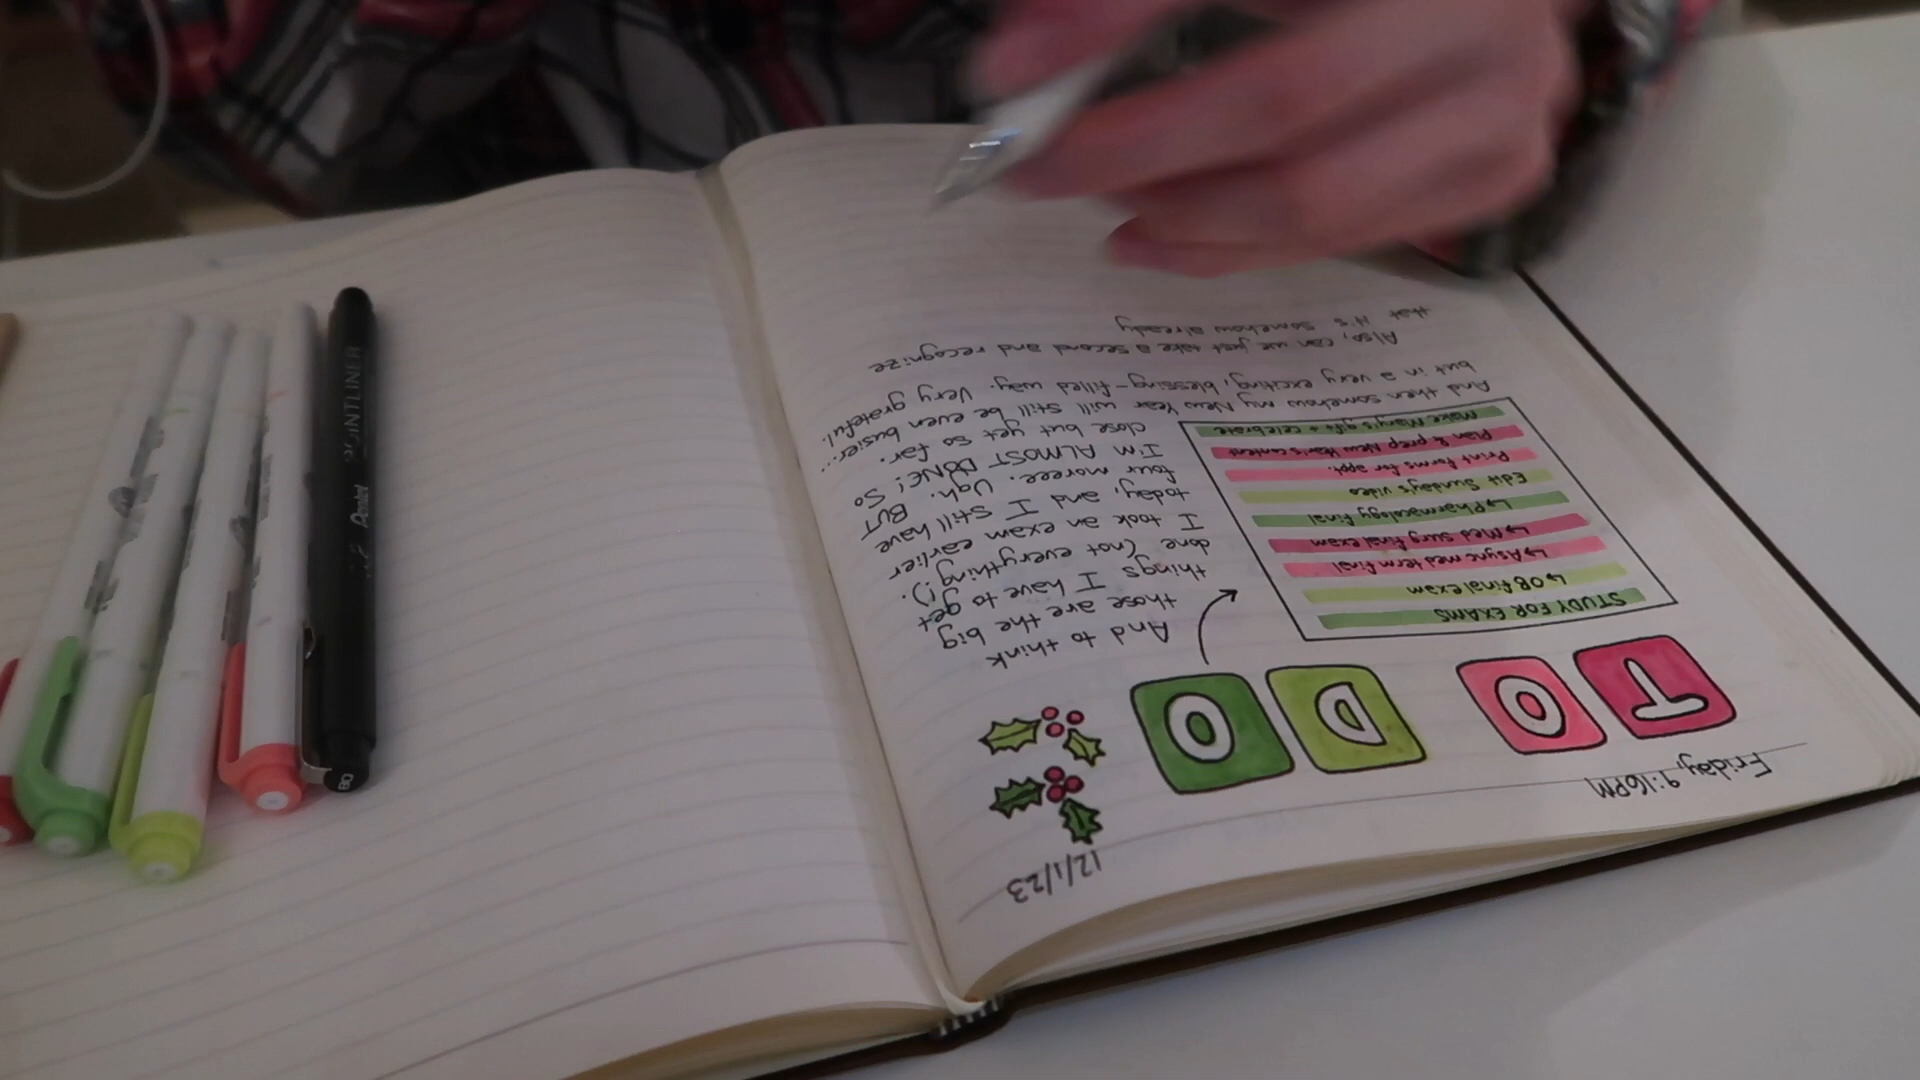 12/1/23
Friday, 9:16PM
TO DO
STUDY FOR EXAMS
↳ OB final exam
↳ Async med term final
↳ Med surg final exam
↳ Pharmacology final
Edit Sunday's video
Print forms for appt.
Plan & prep New Year's content
Make Mary's gift + celebrate
And to think
those are the big
things I have to get
done (not everything!).
I took an exam earlier
today, and I still have
four moreee. Ugh. BUT
I'M ALMOST DONE! So
close but yet so far.
And then somehow my New Year will still be even busier...
but in a very exciting, blessing-filled way. Very grateful.
Also, can we just take a second and recognize
that it's somehow already
POINTLINER
Pentel
08